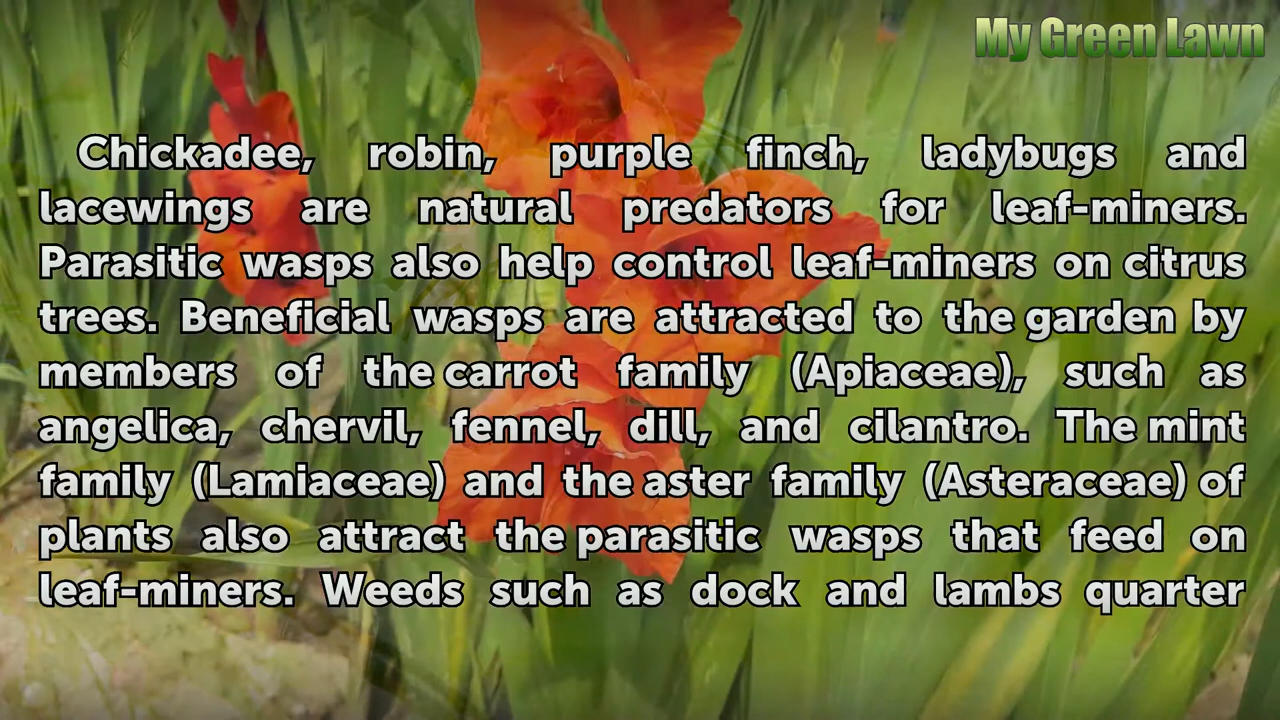 My Green Lawn
Chickadee, robin, purple finch, ladybugs and
lacewings are natural predators for leaf-miners.
Parasitic wasps also help control leaf-miners on citrus
trees. Beneficial wasps are attracted to the garden by
members of the carrot family (Apiaceae), such as
angelica, chervil, fennel, dill, and cilantro. The mint
family (Lamiaceae) and the aster family (Asteraceae) of
plants also attract the parasitic wasps that feed on
leaf-miners. Weeds such as dock and lambs quarter